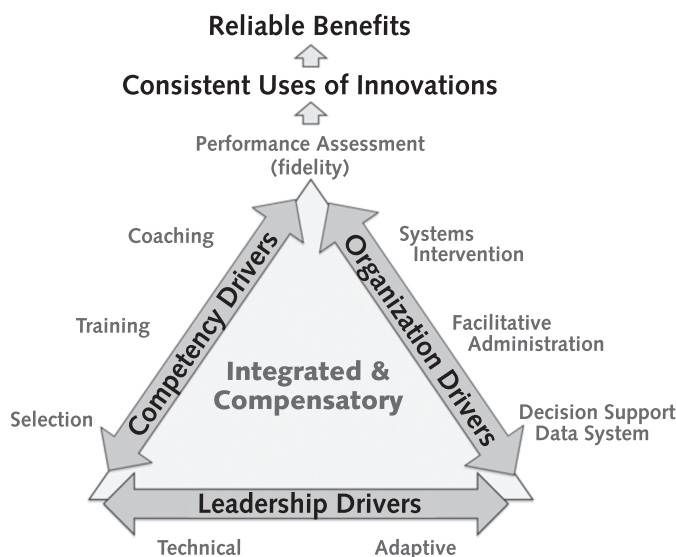 Reliable Benefits
Consistent Uses of Innovations
Performance Assessment
(fidelity)
Coaching
Training
Selection
Competency Drivers
Organization Drivers
Systems
Intervention
Facilitative
Administration
Decision Support
Data System
Integrated &
Compensatory
Leadership Drivers
Technical
Adaptive